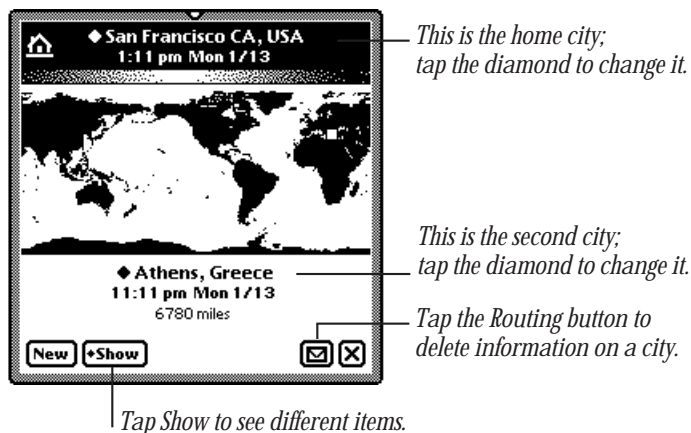 ◆ San Francisco CA, USA
1:11 pm Mon 1/13
This is the home city;
tap the diamond to change it.
◆ Athens, Greece
11:11 pm Mon 1/13
6780 miles
This is the second city;
tap the diamond to change it.
Tap the Routing button to
delete information on a city.
New ◆Show
Tap Show to see different items.